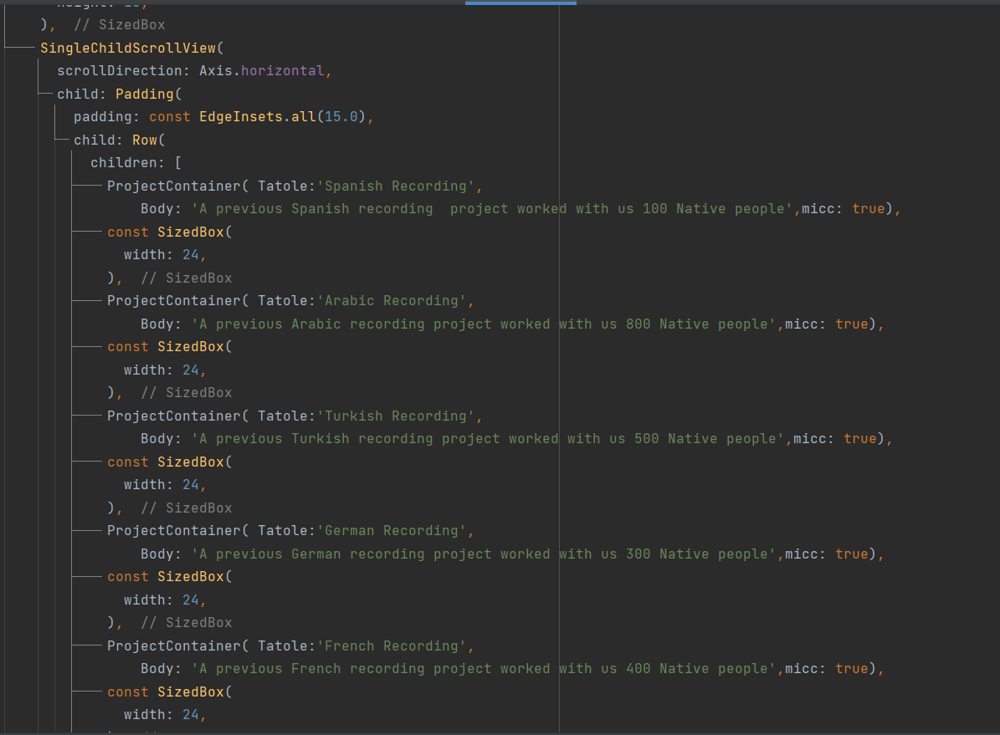 height: 10,
), // SizedBox
SingleChildScrollView(
scrollDirection: Axis.horizontal,
child: Padding(
padding: const EdgeInsets.all(15.0),
child: Row(
children: [
ProjectContainer( Tatole:'Spanish Recording',
Body: 'A previous Spanish recording  project worked with us 100 Native people',micc: true),
const SizedBox(
width: 24,
), // SizedBox
ProjectContainer( Tatole:'Arabic Recording',
Body: 'A previous Arabic recording project worked with us 800 Native people',micc: true),
const SizedBox(
width: 24,
), // SizedBox
ProjectContainer( Tatole:'Turkish Recording',
Body: 'A previous Turkish recording project worked with us 500 Native people',micc: true),
const SizedBox(
width: 24,
), // SizedBox
ProjectContainer( Tatole:'German Recording',
Body: 'A previous German recording project worked with us 300 Native people',micc: true),
const SizedBox(
width: 24,
), // SizedBox
ProjectContainer( Tatole:'French Recording',
Body: 'A previous French recording project worked with us 400 Native people',micc: true),
const SizedBox(
width: 24,